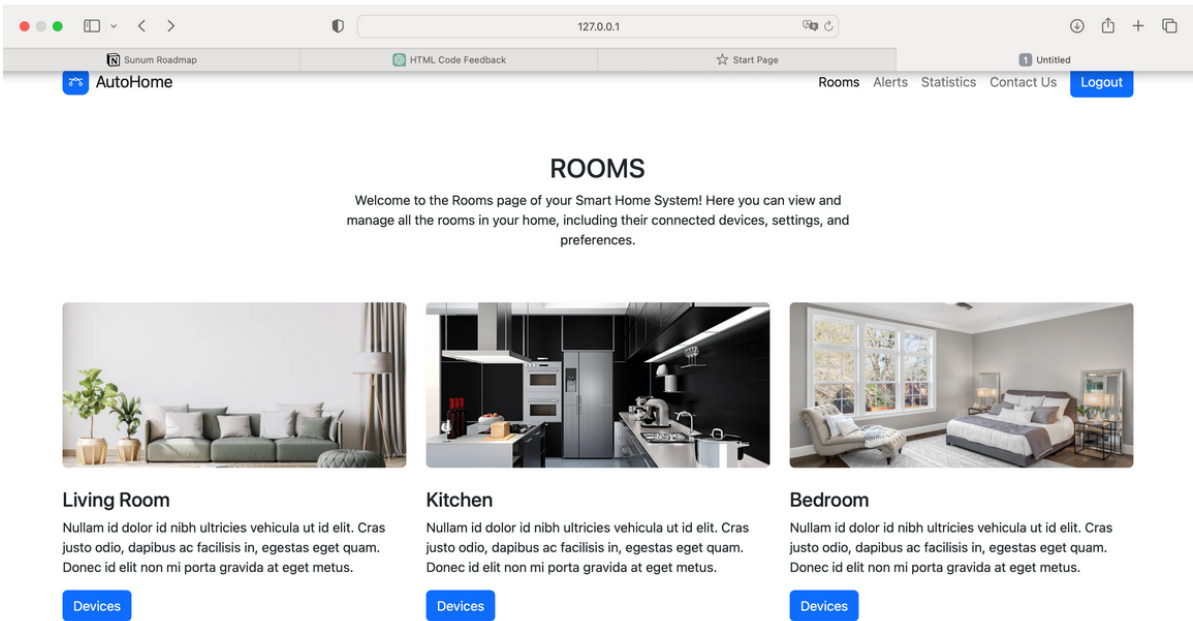 127.0.0.1
Sunum Roadmap
HTML Code Feedback
Start Page
1 Untitled
AutoHome
Rooms Alerts Statistics Contact Us Logout
ROOMS
Welcome to the Rooms page of your Smart Home System! Here you can view and
manage all the rooms in your home, including their connected devices, settings, and
preferences.
Living Room
Nullam id dolor id nibh ultricies vehicula ut id elit. Cras
justo odio, dapibus ac facilisis in, egestas eget quam.
Donec id elit non mi porta gravida at eget metus.
Devices
Kitchen
Nullam id dolor id nibh ultricies vehicula ut id elit. Cras
justo odio, dapibus ac facilisis in, egestas eget quam.
Donec id elit non mi porta gravida at eget metus.
Devices
Bedroom
Nullam id dolor id nibh ultricies vehicula ut id elit. Cras
justo odio, dapibus ac facilisis in, egestas eget quam.
Donec id elit non mi porta gravida at eget metus.
Devices